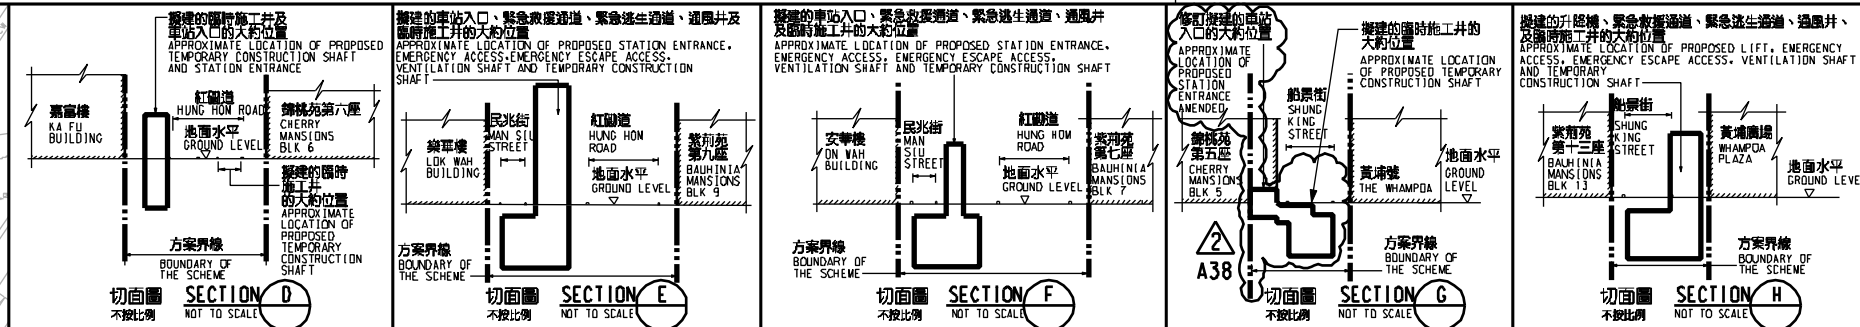 擬建的臨時施工井及
車站入口的大約位置
APPROXIMATE LOCATION OF PROPOSED
TEMPORARY CONSTRUCTION SHAFT
AND STATION ENTRANCE
嘉富樓
KA FU
BUILDING
紅磡道
HUNG HOM ROAD
地面水平
GROUND LEVEL
錦桃苑第六座
CHERRY
MANSIONS
BLK 6
擬建的臨時
施工井
的大約位置
APPROXIMATE
LOCATION OF
PROPOSED
TEMPORARY
CONSTRUCTION
SHAFT
方案界線
BOUNDARY OF
THE SCHEME
切面圖
不按比例
SECTION D
NOT TO SCALE
擬建的車站入口、緊急救援通道、緊急逃生通道、通風井及
臨時施工井的大約位置
APPROXIMATE LOCATION OF PROPOSED STATION ENTRANCE,
EMERGENCY ACCESS,EMERGENCY ESCAPE ACCESS,
VENTILATION SHAFT AND TEMPORARY CONSTRUCTION
SHAFT
樂華樓
LOK WAH
BUILDING
民兆街
MAN SIU
STREET
紅磡道
HUNG HOM
ROAD
地面水平
GROUND LEVEL
紫荊苑
第九座
BAUHINIA
MANSIONS
BLK 9
方案界線
BOUNDARY OF
THE SCHEME
切面圖
不按比例
SECTION E
NOT TO SCALE
擬建的車站入口、緊急救援通道、緊急逃生通道、通風井
及臨時施工井的大約位置
APPROXIMATE LOCATION OF PROPOSED STATION ENTRANCE,
EMERGENCY ACCESS, EMERGENCY ESCAPE ACCESS,
VENTILATION SHAFT AND TEMPORARY CONSTRUCTION SHAFT
安華樓
ON WAH
BUILDING
民兆街
MAN
SIU
STREET
紅磡道
HUNG HOM
ROAD
地面水平
GROUND LEVEL
紫荊苑
第七座
BAUHINIA
MANSIONS
BLK 7
方案界線
BOUNDARY OF
THE SCHEME
切面圖
不按比例
SECTION F
NOT TO SCALE
修訂擬建的車站
入口的大約位置
APPROXIMATE
LOCATION OF
PROPOSED
STATION
ENTRANCE
AMENDED
擬建的臨時施工井的
大約位置
APPROXIMATE LOCATION
OF PROPOSED TEMPORARY
CONSTRUCTION SHAFT
錦桃苑
第五座
CHERRY
MANSIONS
BLK 5
船景街
SHUNG
KING
STREET
黃埔號
THE WHAMPOA
地面水平
GROUND
LEVEL
2
A38
方案界線
BOUNDARY OF
THE SCHEME
切面圖
不按比例
SECTION G
NOT TO SCALE
擬建的升降機、緊急救援通道、緊急逃生通道、通風井、
及臨時施工井的大約位置
APPROXIMATE LOCATION OF PROPOSED LIFT, EMERGENCY
ACCESS, EMERGENCY ESCAPE ACCESS, VENTILATION SHAFT
AND TEMPORARY
CONSTRUCTION SHAFT
紫荊苑
第十三座
BAUHINIA
MANSIONS
BLK 13
船景街
SHUNG
KING
STREET
黃埔廣場
WHAMPOA
PLAZA
地面水平
GROUND LEVEL
方案界線
BOUNDARY OF
THE SCHEME
切面圖
不按比例
SECTION H
NOT TO SCALE